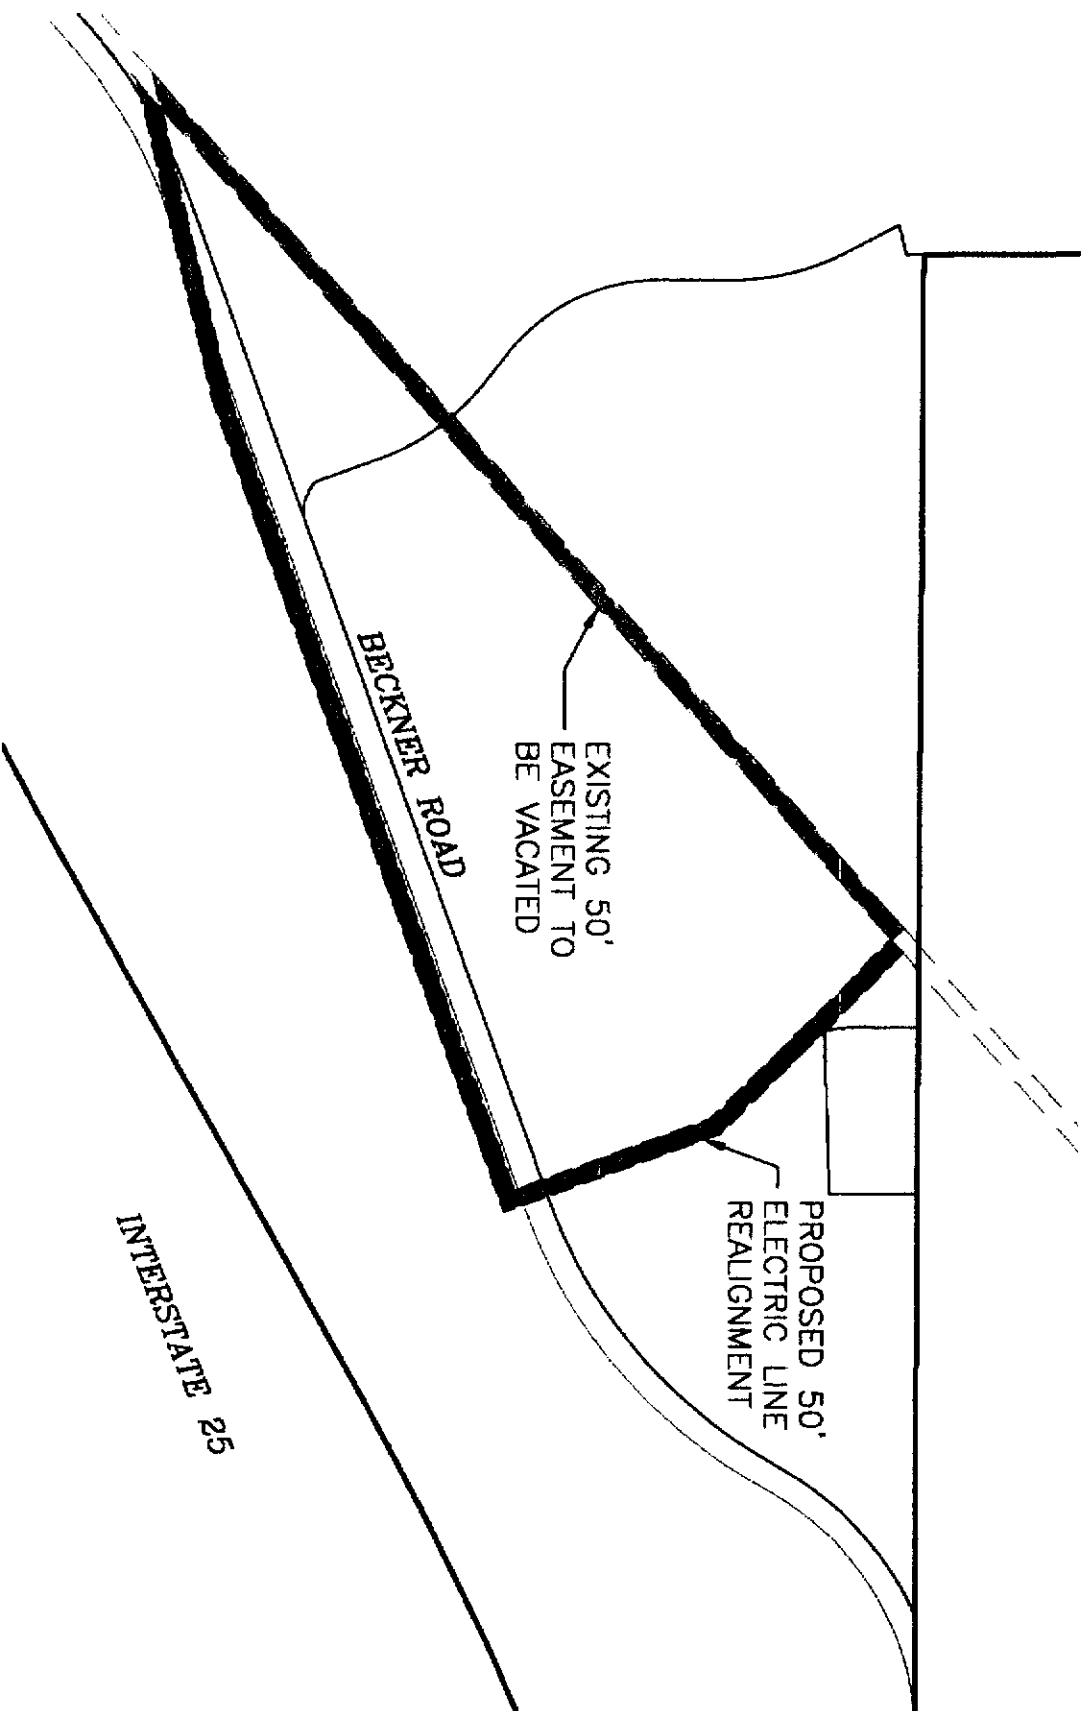 PROPOSED 50'
ELECTRIC LINE
REALIGNMENT
EXISTING 50'
EASEMENT TO
BE VACATED
BECKNER ROAD
INTERSTATE 25